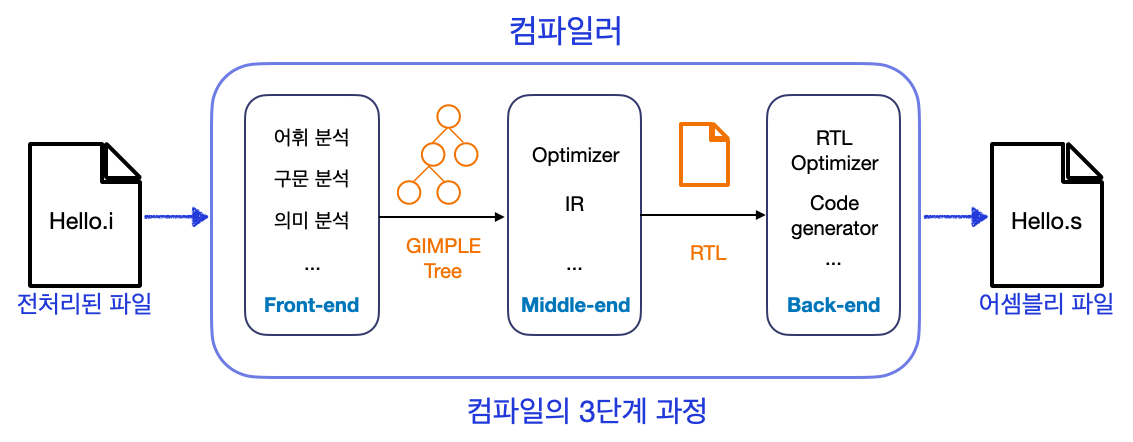 컴파일러
Hello.i
전처리된 파일
어휘 분석
구문 분석
의미 분석
...
Front-end
GIMPLE
Tree
Optimizer
IR
...
Middle-end
RTL
RTL
Optimizer
Code
generator
...
Back-end
Hello.s
어셈블리 파일
컴파일의 3단계 과정